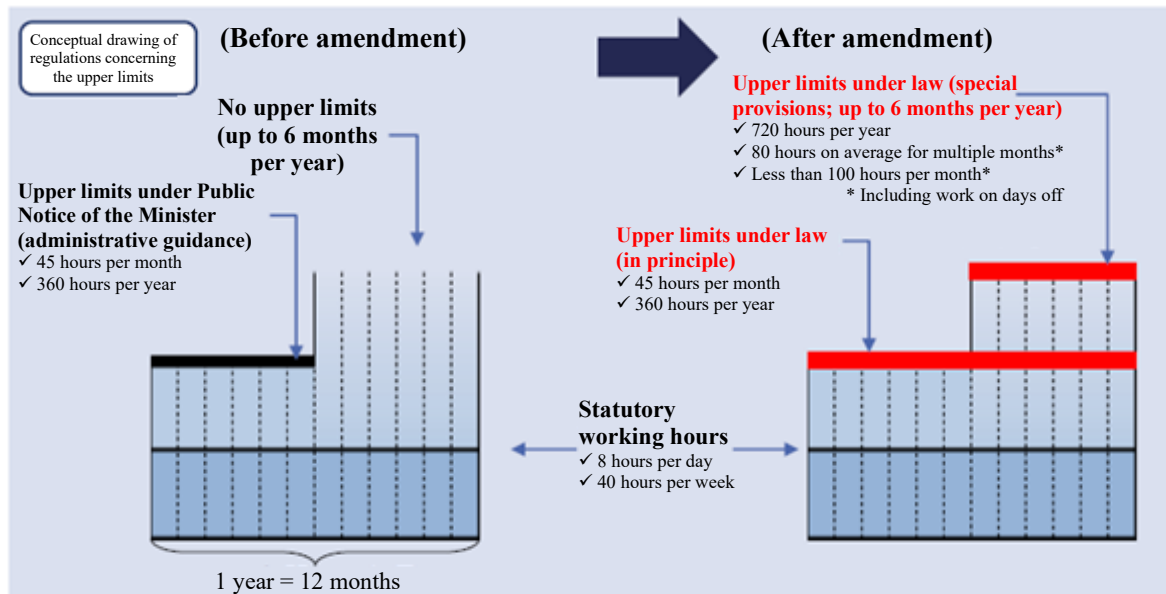 Conceptual drawing of
regulations concerning
the upper limits
(Before amendment)
No upper limits
(up to 6 months
per year)
Upper limits under Public
Notice of the Minister
(administrative guidance)
✓ 45 hours per month
✓ 360 hours per year
1 year = 12 months
Statutory
working hours
✓ 8 hours per day
✓ 40 hours per week
(After amendment)
Upper limits under law (special
provisions; up to 6 months per year)
✓ 720 hours per year
✓ 80 hours on average for multiple months*
✓ Less than 100 hours per month*
* Including work on days off
Upper limits under law
(in principle)
✓ 45 hours per month
✓ 360 hours per year